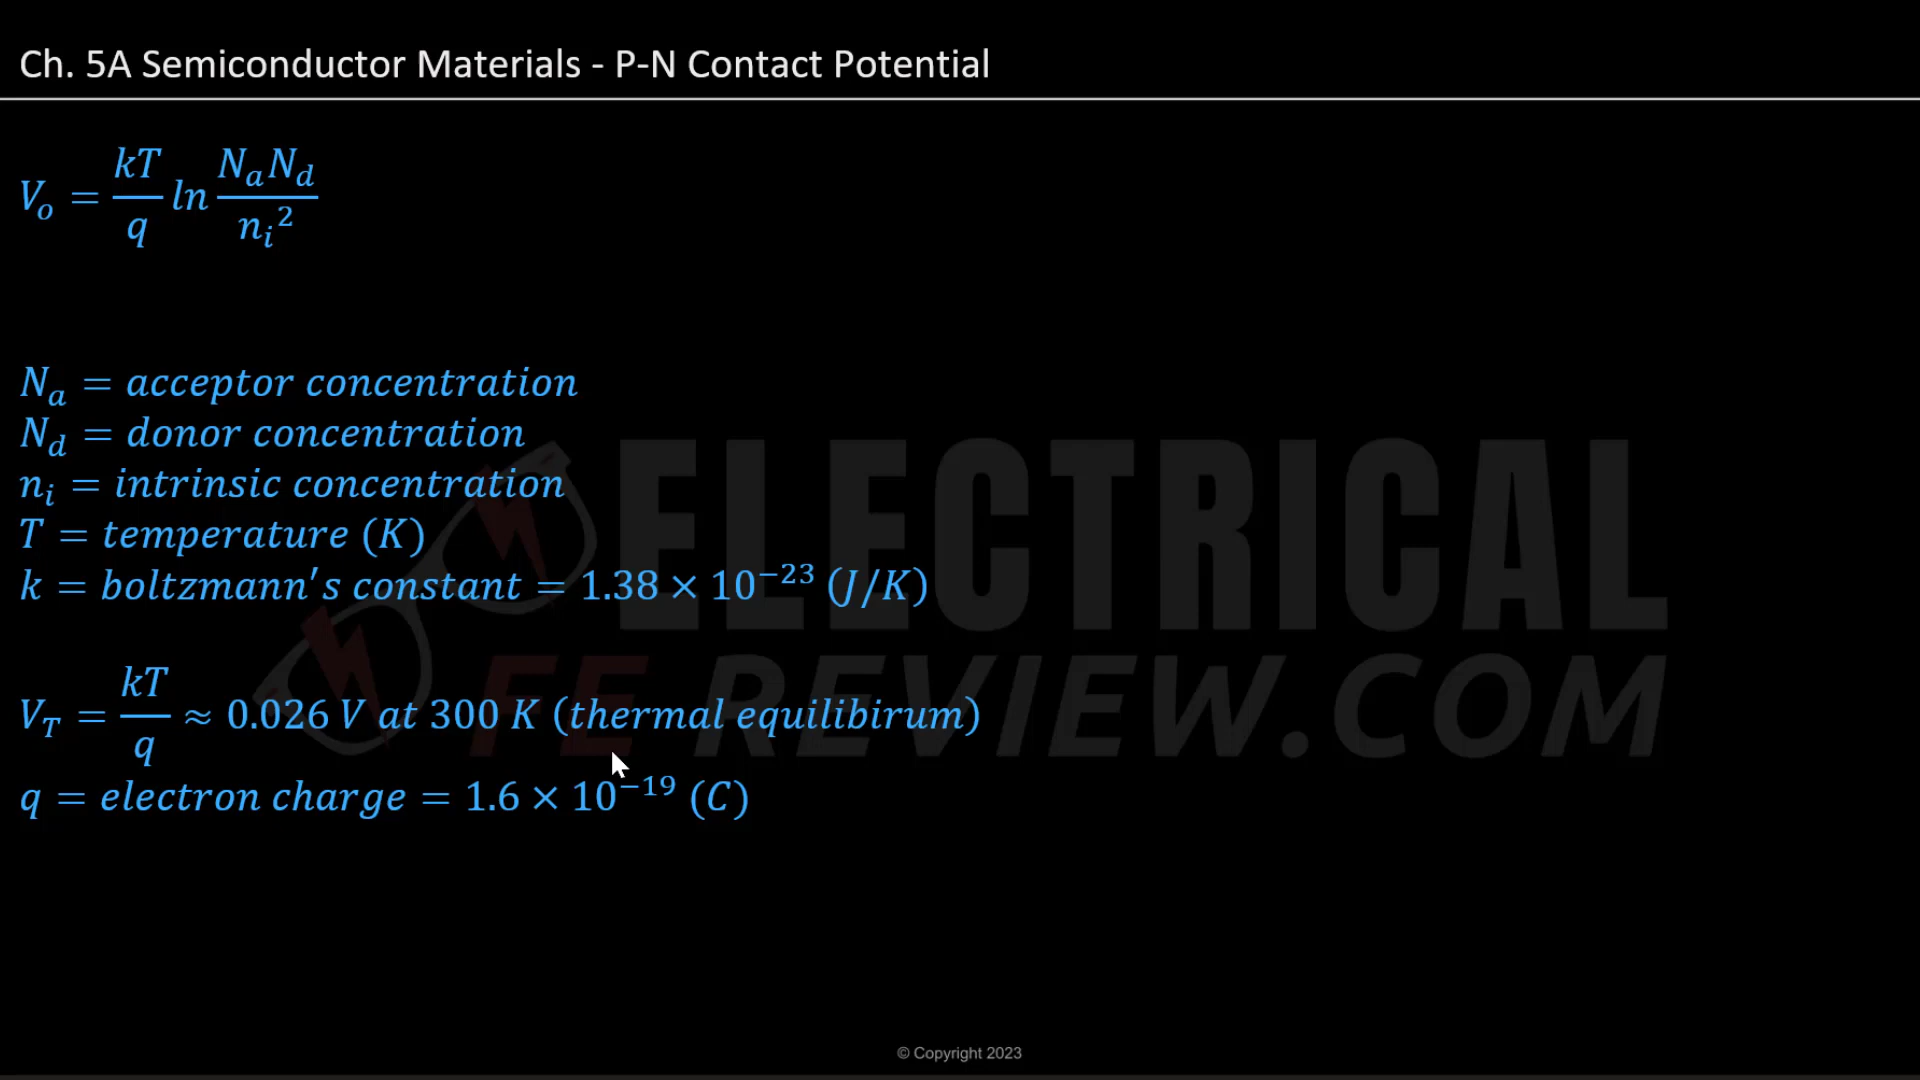 Ch. 5A Semiconductor Materials - P-N Contact Potential
V_o = kT/q ln N_aN_d/n_i²
N_a = acceptor concentration
N_d = donor concentration
n_i = intrinsic concentration
T = temperature (K)
k = boltzmann's constant = 1.38 × 10⁻²³ (J/K)
V_T = kT/q ≈ 0.026 V at 300 K (thermal equilibirum)
q = electron charge = 1.6 × 10⁻¹⁹ (C)
ELECTRICAL
FE REVIEW.COM
© Copyright 2023